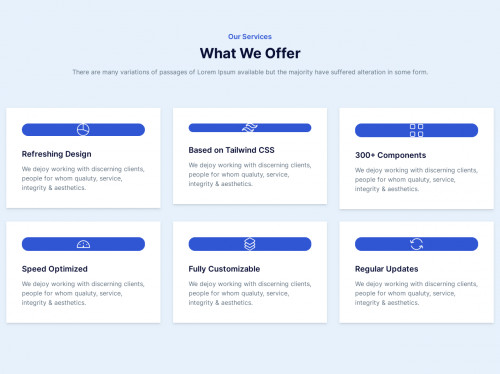 Our Services
What We Offer
There are many variations of passages of Lorem Ipsum available but the majority have suffered alteration in some form.
Refreshing Design
We dejoy working with discerning clients,
people for whom qualuty, service,
integrity & aesthetics.
Based on Tailwind CSS
We dejoy working with discerning clients,
people for whom qualuty, service,
integrity & aesthetics.
300+ Components
We dejoy working with discerning clients,
people for whom qualuty, service,
integrity & aesthetics.
Speed Optimized
We dejoy working with discerning clients,
people for whom qualuty, service,
integrity & aesthetics.
Fully Customizable
We dejoy working with discerning clients,
people for whom qualuty, service,
integrity & aesthetics.
Regular Updates
We dejoy working with discerning clients,
people for whom qualuty, service,
integrity & aesthetics.